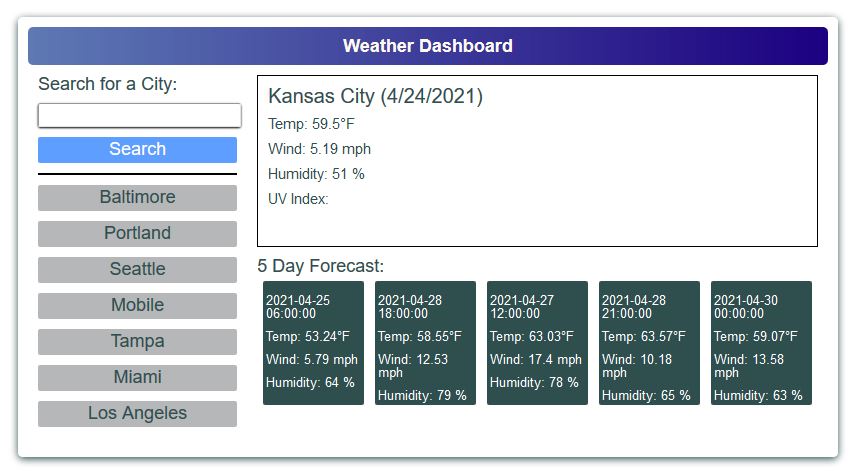 Weather Dashboard
Search for a City:
Search
Baltimore
Portland
Seattle
Mobile
Tampa
Miami
Los Angeles
Kansas City (4/24/2021)
Temp: 59.5°F
Wind: 5.19 mph
Humidity: 51 %
UV Index:
5 Day Forecast:
2021-04-25
06:00:00
Temp: 53.24°F
Wind: 5.79 mph
Humidity: 64 %
2021-04-28
18:00:00
Temp: 58.55°F
Wind: 12.53
mph
Humidity: 79 %
2021-04-27
12:00:00
Temp: 63.03°F
Wind: 17.4 mph
Humidity: 78 %
2021-04-28
21:00:00
Temp: 63.57°F
Wind: 10.18
mph
Humidity: 65 %
2021-04-30
00:00:00
Temp: 59.07°F
Wind: 13.58
mph
Humidity: 63 %